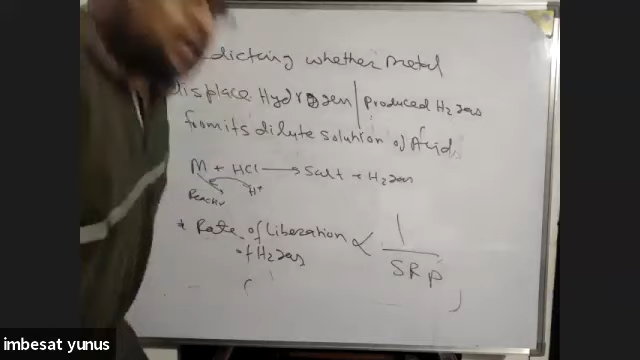 dicting whether metal
displace Hydrogen | produced H2 gas
from its dilute solution of Acid
M + HCl → Salt + H2 gas
H+
* Rate of Liberation ∝ 1
of H2 gas
SRP
imbesat yunus